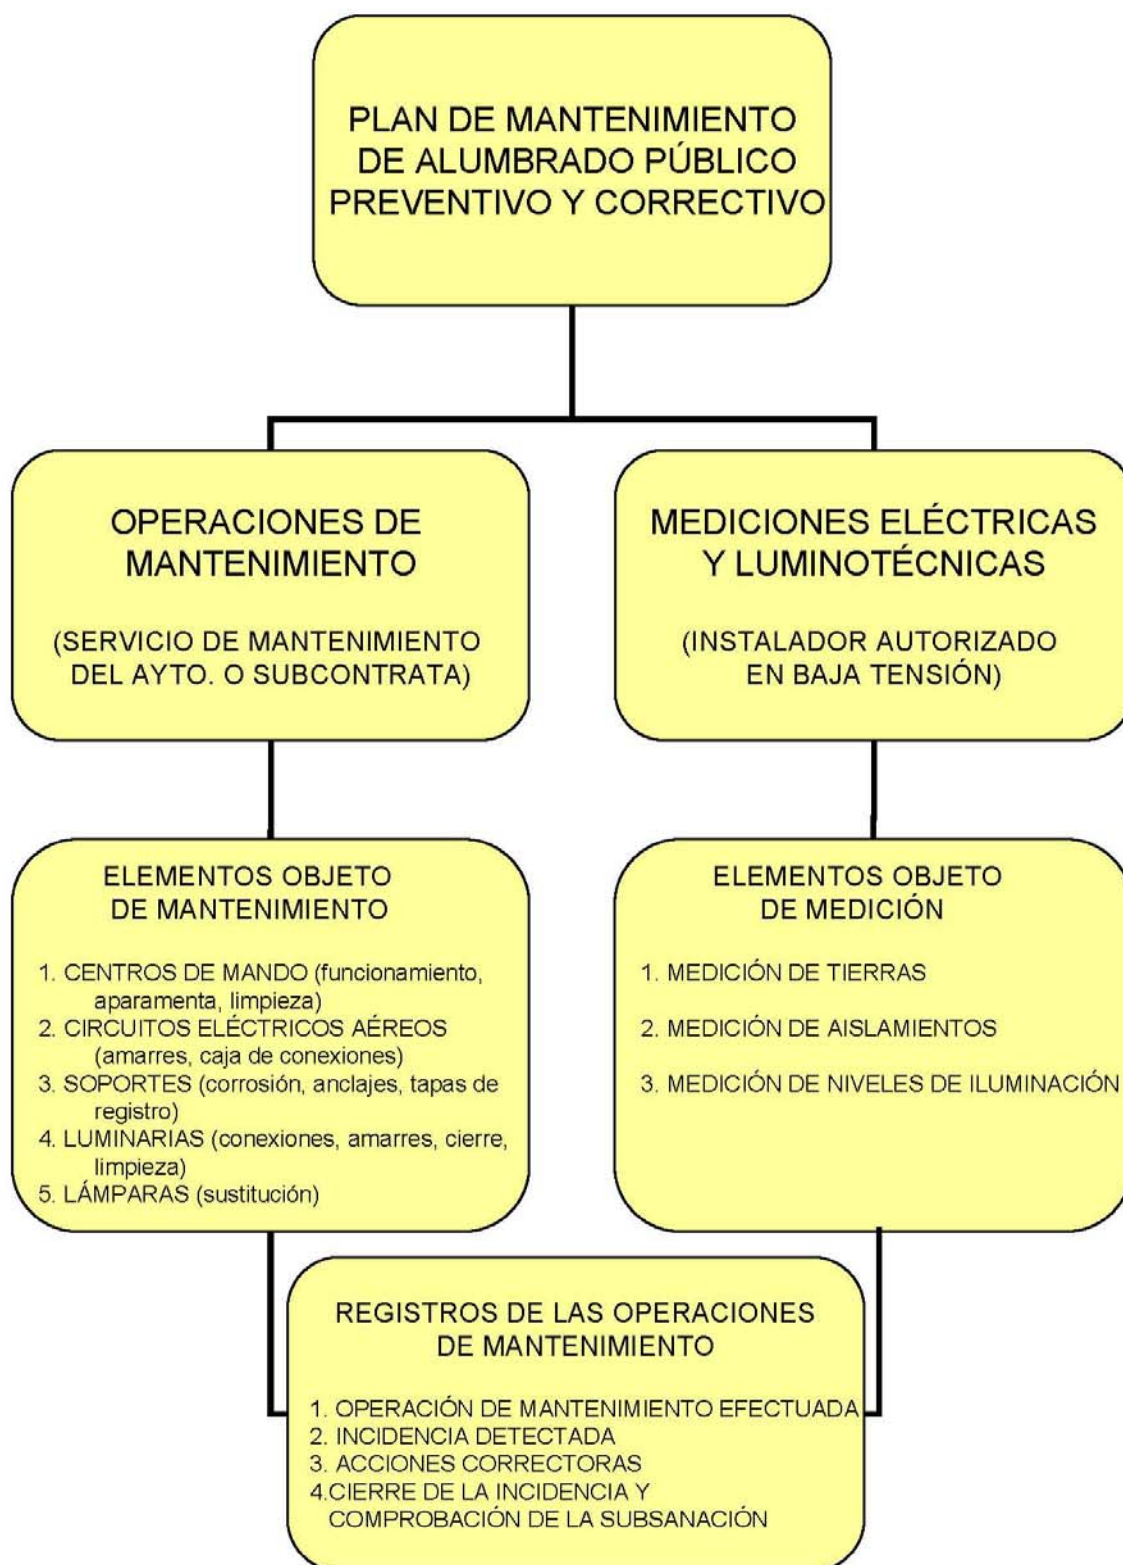 PLAN DE MANTENIMIENTO
DE ALUMBRADO PÚBLICO
PREVENTIVO Y CORRECTIVO
OPERACIONES DE
MANTENIMIENTO
(SERVICIO DE MANTENIMIENTO
DEL AYTO. O SUBCONTRATA)
MEDICIONES ELÉCTRICAS
Y LUMINOTÉCNICAS
(INSTALADOR AUTORIZADO
EN BAJA TENSIÓN)
ELEMENTOS OBJETO
DE MANTENIMIENTO
1. CENTROS DE MANDO (funcionamiento,
aparamenta, limpieza)
2. CIRCUITOS ELÉCTRICOS AÉREOS
(amarres, caja de conexiones)
3. SOPORTES (corrosión, anclajes, tapas de
registro)
4. LUMINARIAS (conexiones, amarres, cierre,
limpieza)
5. LÁMPARAS (sustitución)
ELEMENTOS OBJETO
DE MEDICIÓN
1. MEDICIÓN DE TIERRAS
2. MEDICIÓN DE AISLAMIENTOS
3. MEDICIÓN DE NIVELES DE ILUMINACIÓN
REGISTROS DE LAS OPERACIONES
DE MANTENIMIENTO
1. OPERACIÓN DE MANTENIMIENTO EFECTUADA
2. INCIDENCIA DETECTADA
3. ACCIONES CORRECTORAS
4.CIERRE DE LA INCIDENCIA Y
COMPROBACIÓN DE LA SUBSANACIÓN